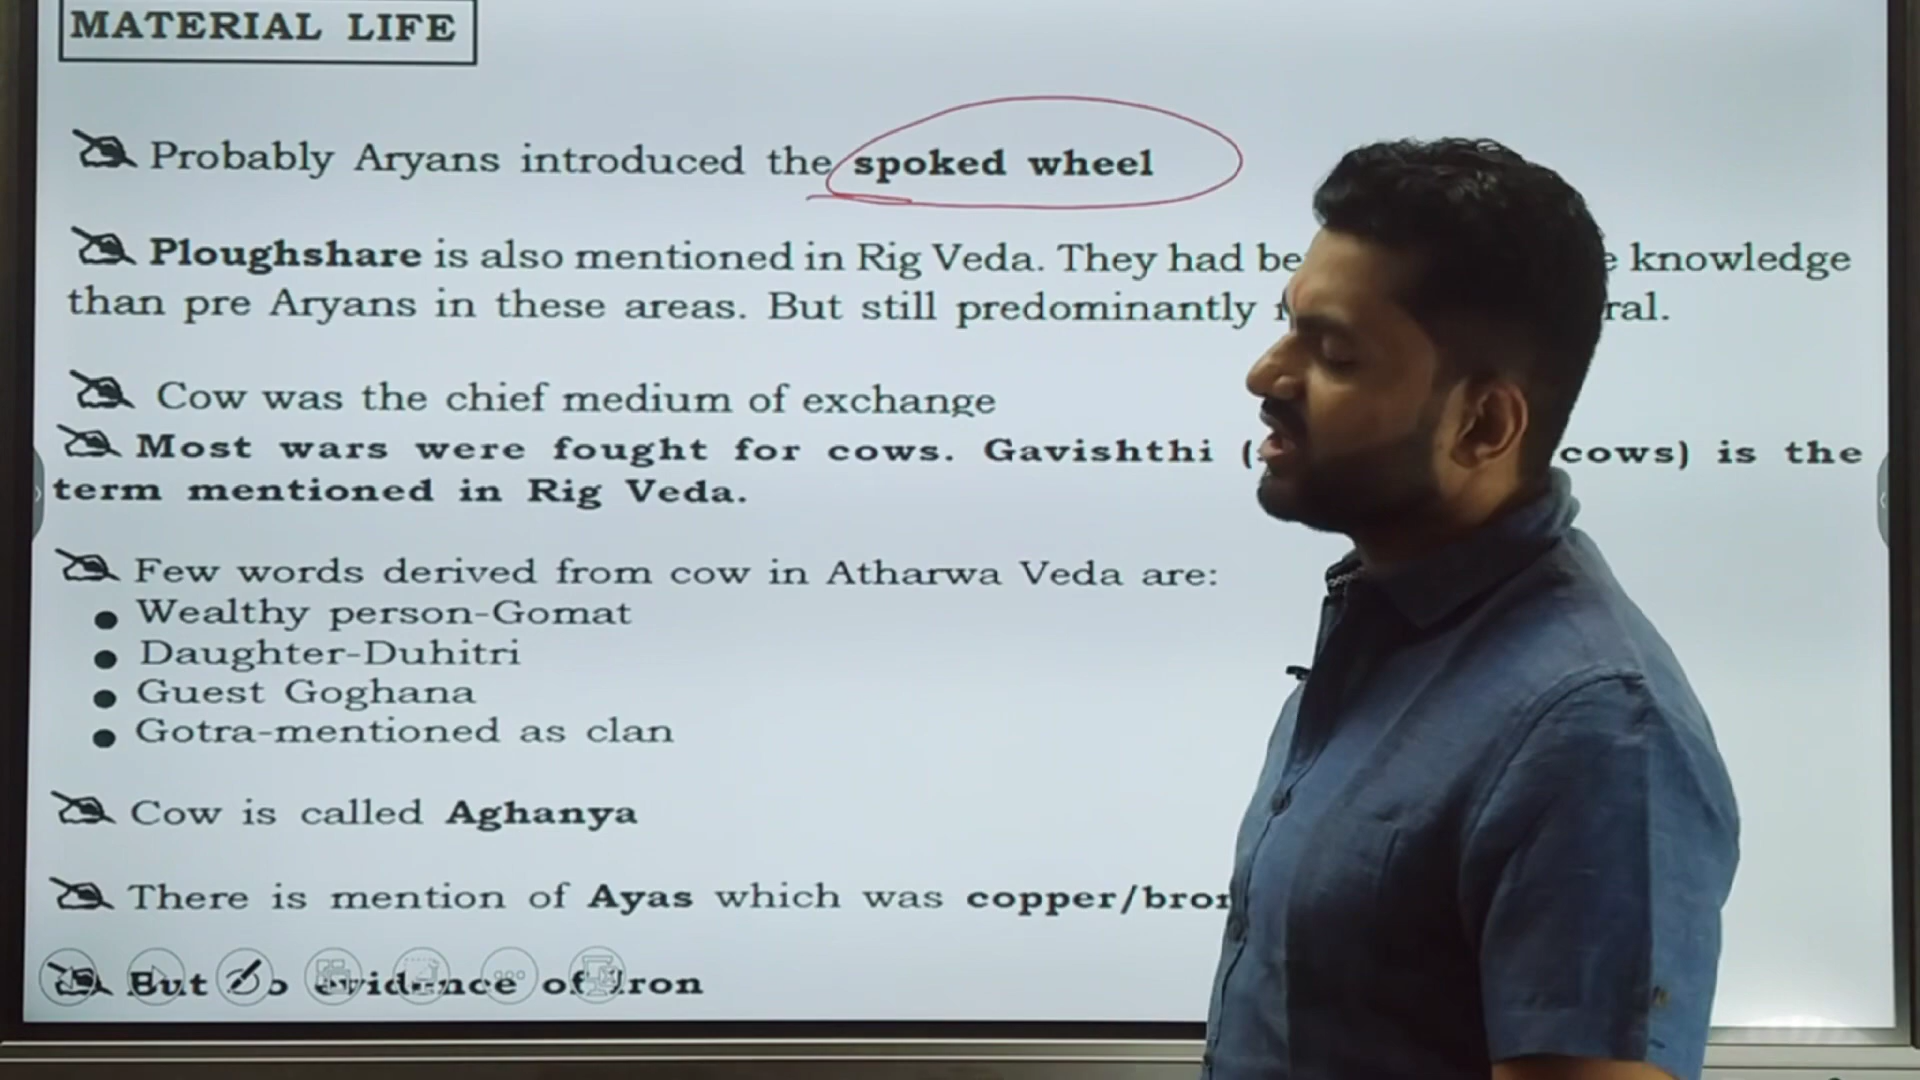 MATERIAL LIFE
Probably Aryans introduced the spoked wheel
Ploughshare is also mentioned in Rig Veda. They had knowledge
than pre Aryans in these areas. But still predominantly
Cow was the chief medium of exchange
Most wars were fought for cows. Gavishthi ( cows) is the
term mentioned in Rig Veda.
Few words derived from cow in Atharwa Veda are:
Wealthy person-Gomat
Daughter-Duhitri
Guest Goghana
Gotra-mentioned as clan
Cow is called Aghanya
There is mention of Ayas which was copper/
But evidence of Iron